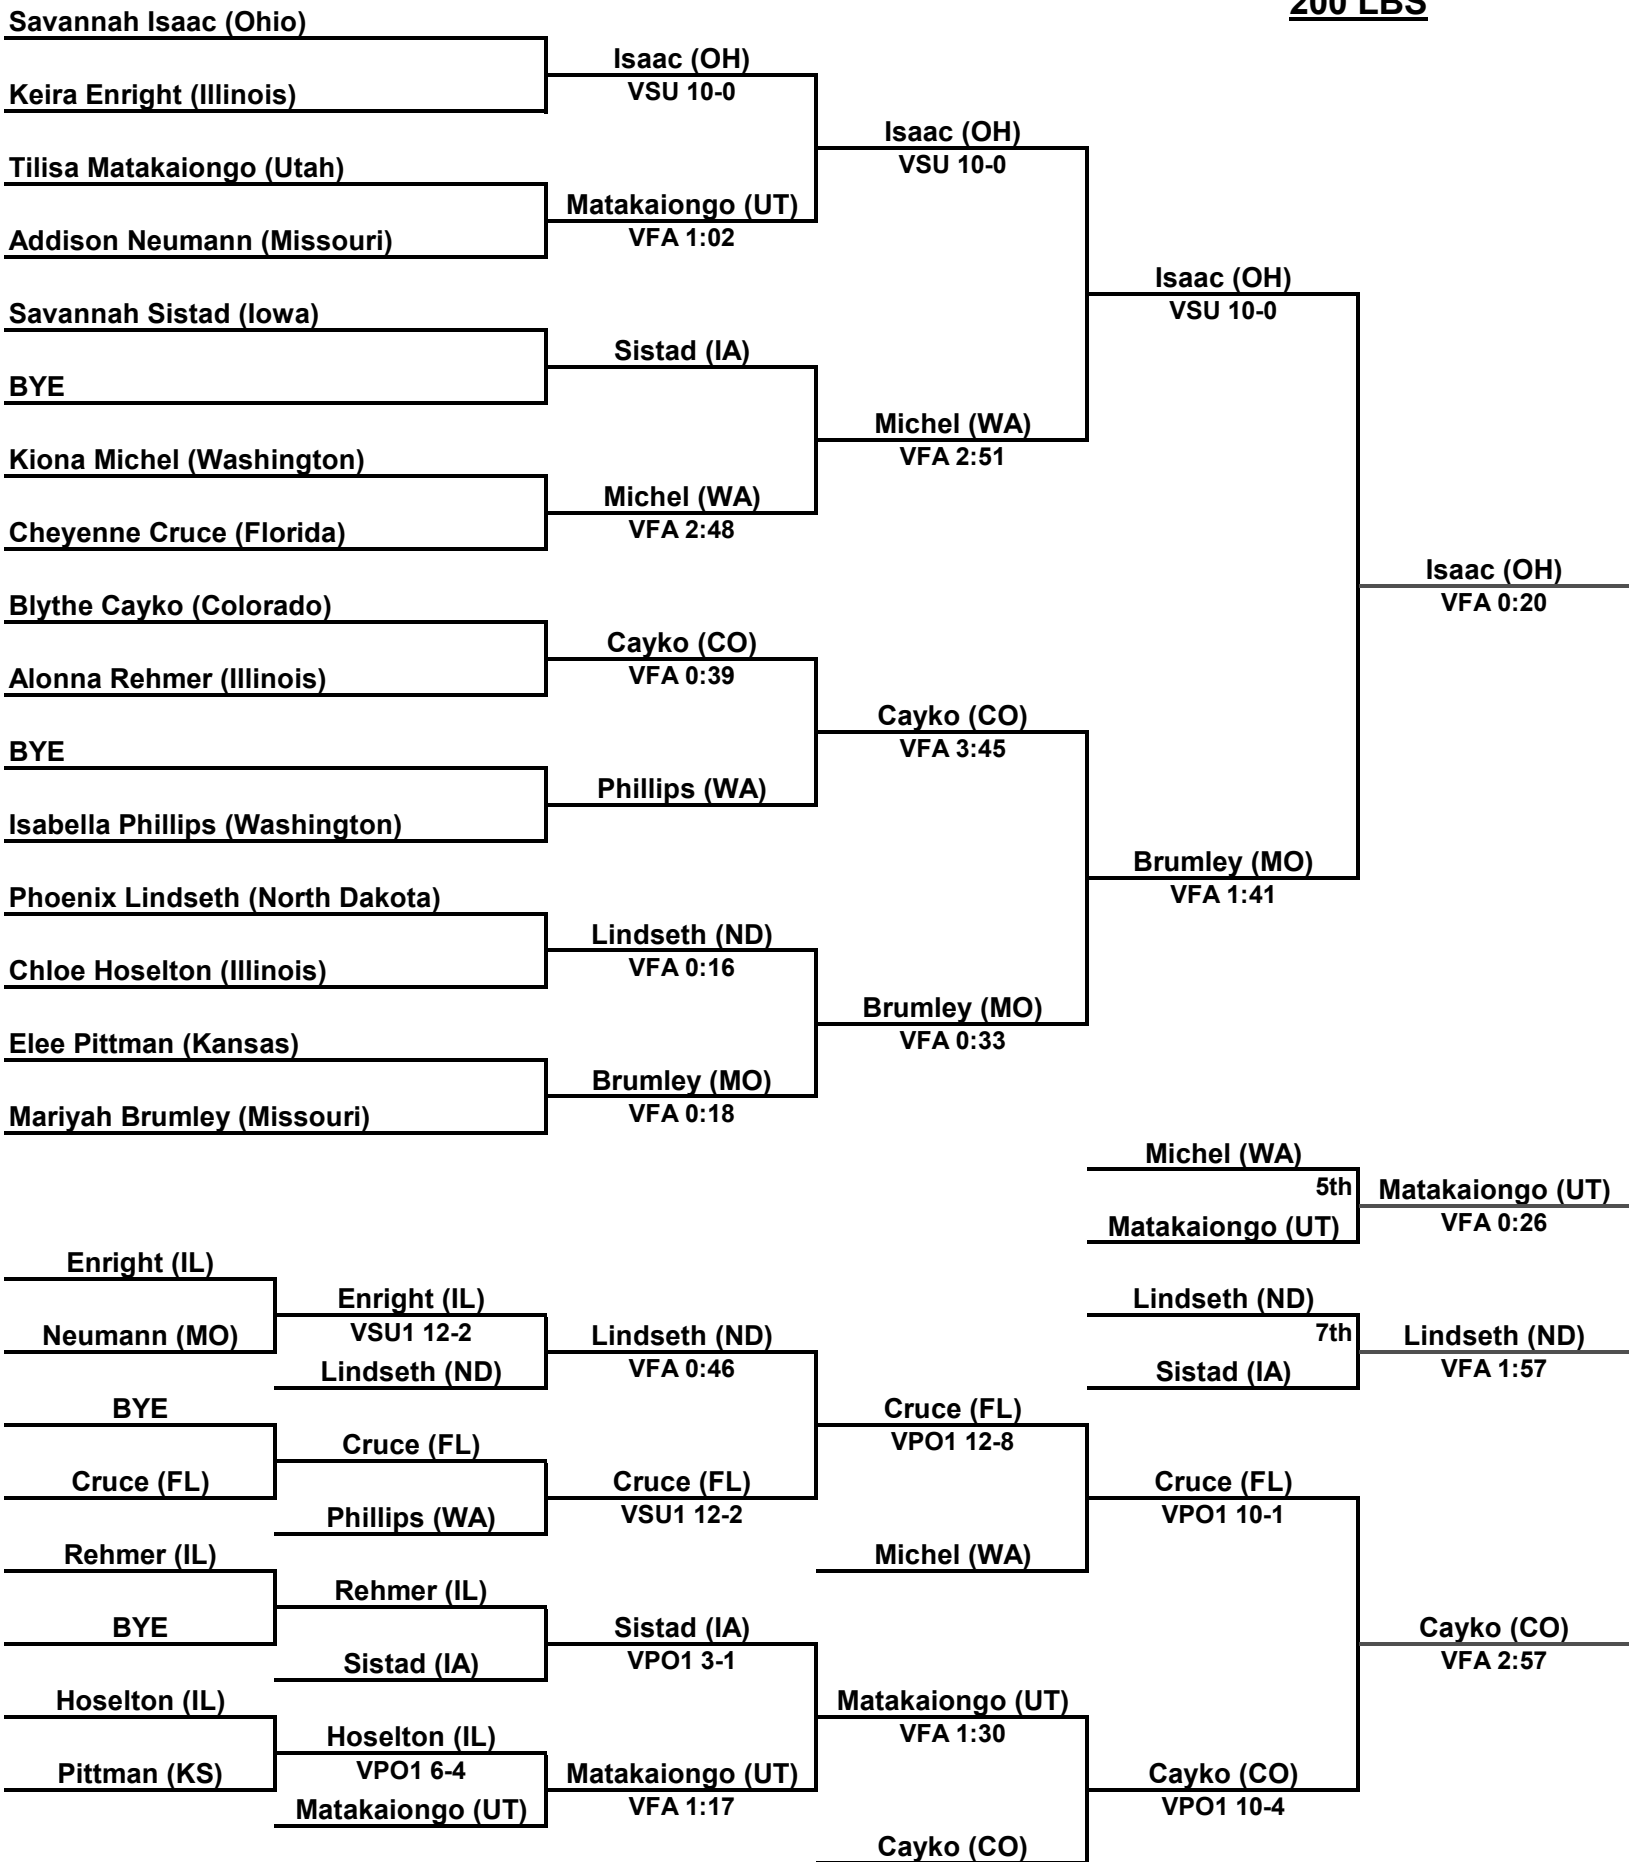 200 LBS
Savannah Isaac (Ohio)
Isaac (OH)
Keira Enright (Illinois)
VSU 10-0
Isaac (OH)
Tilisa Matakaiongo (Utah)
VSU 10-0
Matakaiongo (UT)
Addison Neumann (Missouri)
VFA 1:02
Isaac (OH)
Savannah Sistad (Iowa)
VSU 10-0
Sistad (IA)
BYE
Michel (WA)
Kiona Michel (Washington)
VFA 2:51
Michel (WA)
Cheyenne Cruce (Florida)
VFA 2:48
Isaac (OH)
Blythe Cayko (Colorado)
VFA 0:20
Cayko (CO)
Alonna Rehmer (Illinois)
VFA 0:39
Cayko (CO)
BYE
VFA 3:45
Phillips (WA)
Isabella Phillips (Washington)
Brumley (MO)
Phoenix Lindseth (North Dakota)
VFA 1:41
Lindseth (ND)
Chloe Hoselton (Illinois)
VFA 0:16
Brumley (MO)
Elee Pittman (Kansas)
VFA 0:33
Brumley (MO)
Mariyah Brumley (Missouri)
VFA 0:18
Michel (WA)
5th
Matakaiongo (UT)
Matakaiongo (UT)
VFA 0:26
Enright (IL)
Enright (IL)
Lindseth (ND)
Neumann (MO)
VSU1 12-2
Lindseth (ND)
7th
Lindseth (ND)
Lindseth (ND)
VFA 0:46
Sistad (IA)
VFA 1:57
BYE
Cruce (FL)
Cruce (FL)
VPO1 12-8
Cruce (FL)
Cruce (FL)
Cruce (FL)
Phillips (WA)
VSU1 12-2
VPO1 10-1
Rehmer (IL)
Michel (WA)
Rehmer (IL)
BYE
Sistad (IA)
Cayko (CO)
Sistad (IA)
VPO1 3-1
VFA 2:57
Hoselton (IL)
Matakaiongo (UT)
Hoselton (IL)
VFA 1:30
Pittman (KS)
VPO1 6-4
Matakaiongo (UT)
Cayko (CO)
Matakaiongo (UT)
VFA 1:17
VPO1 10-4
Cayko (CO)